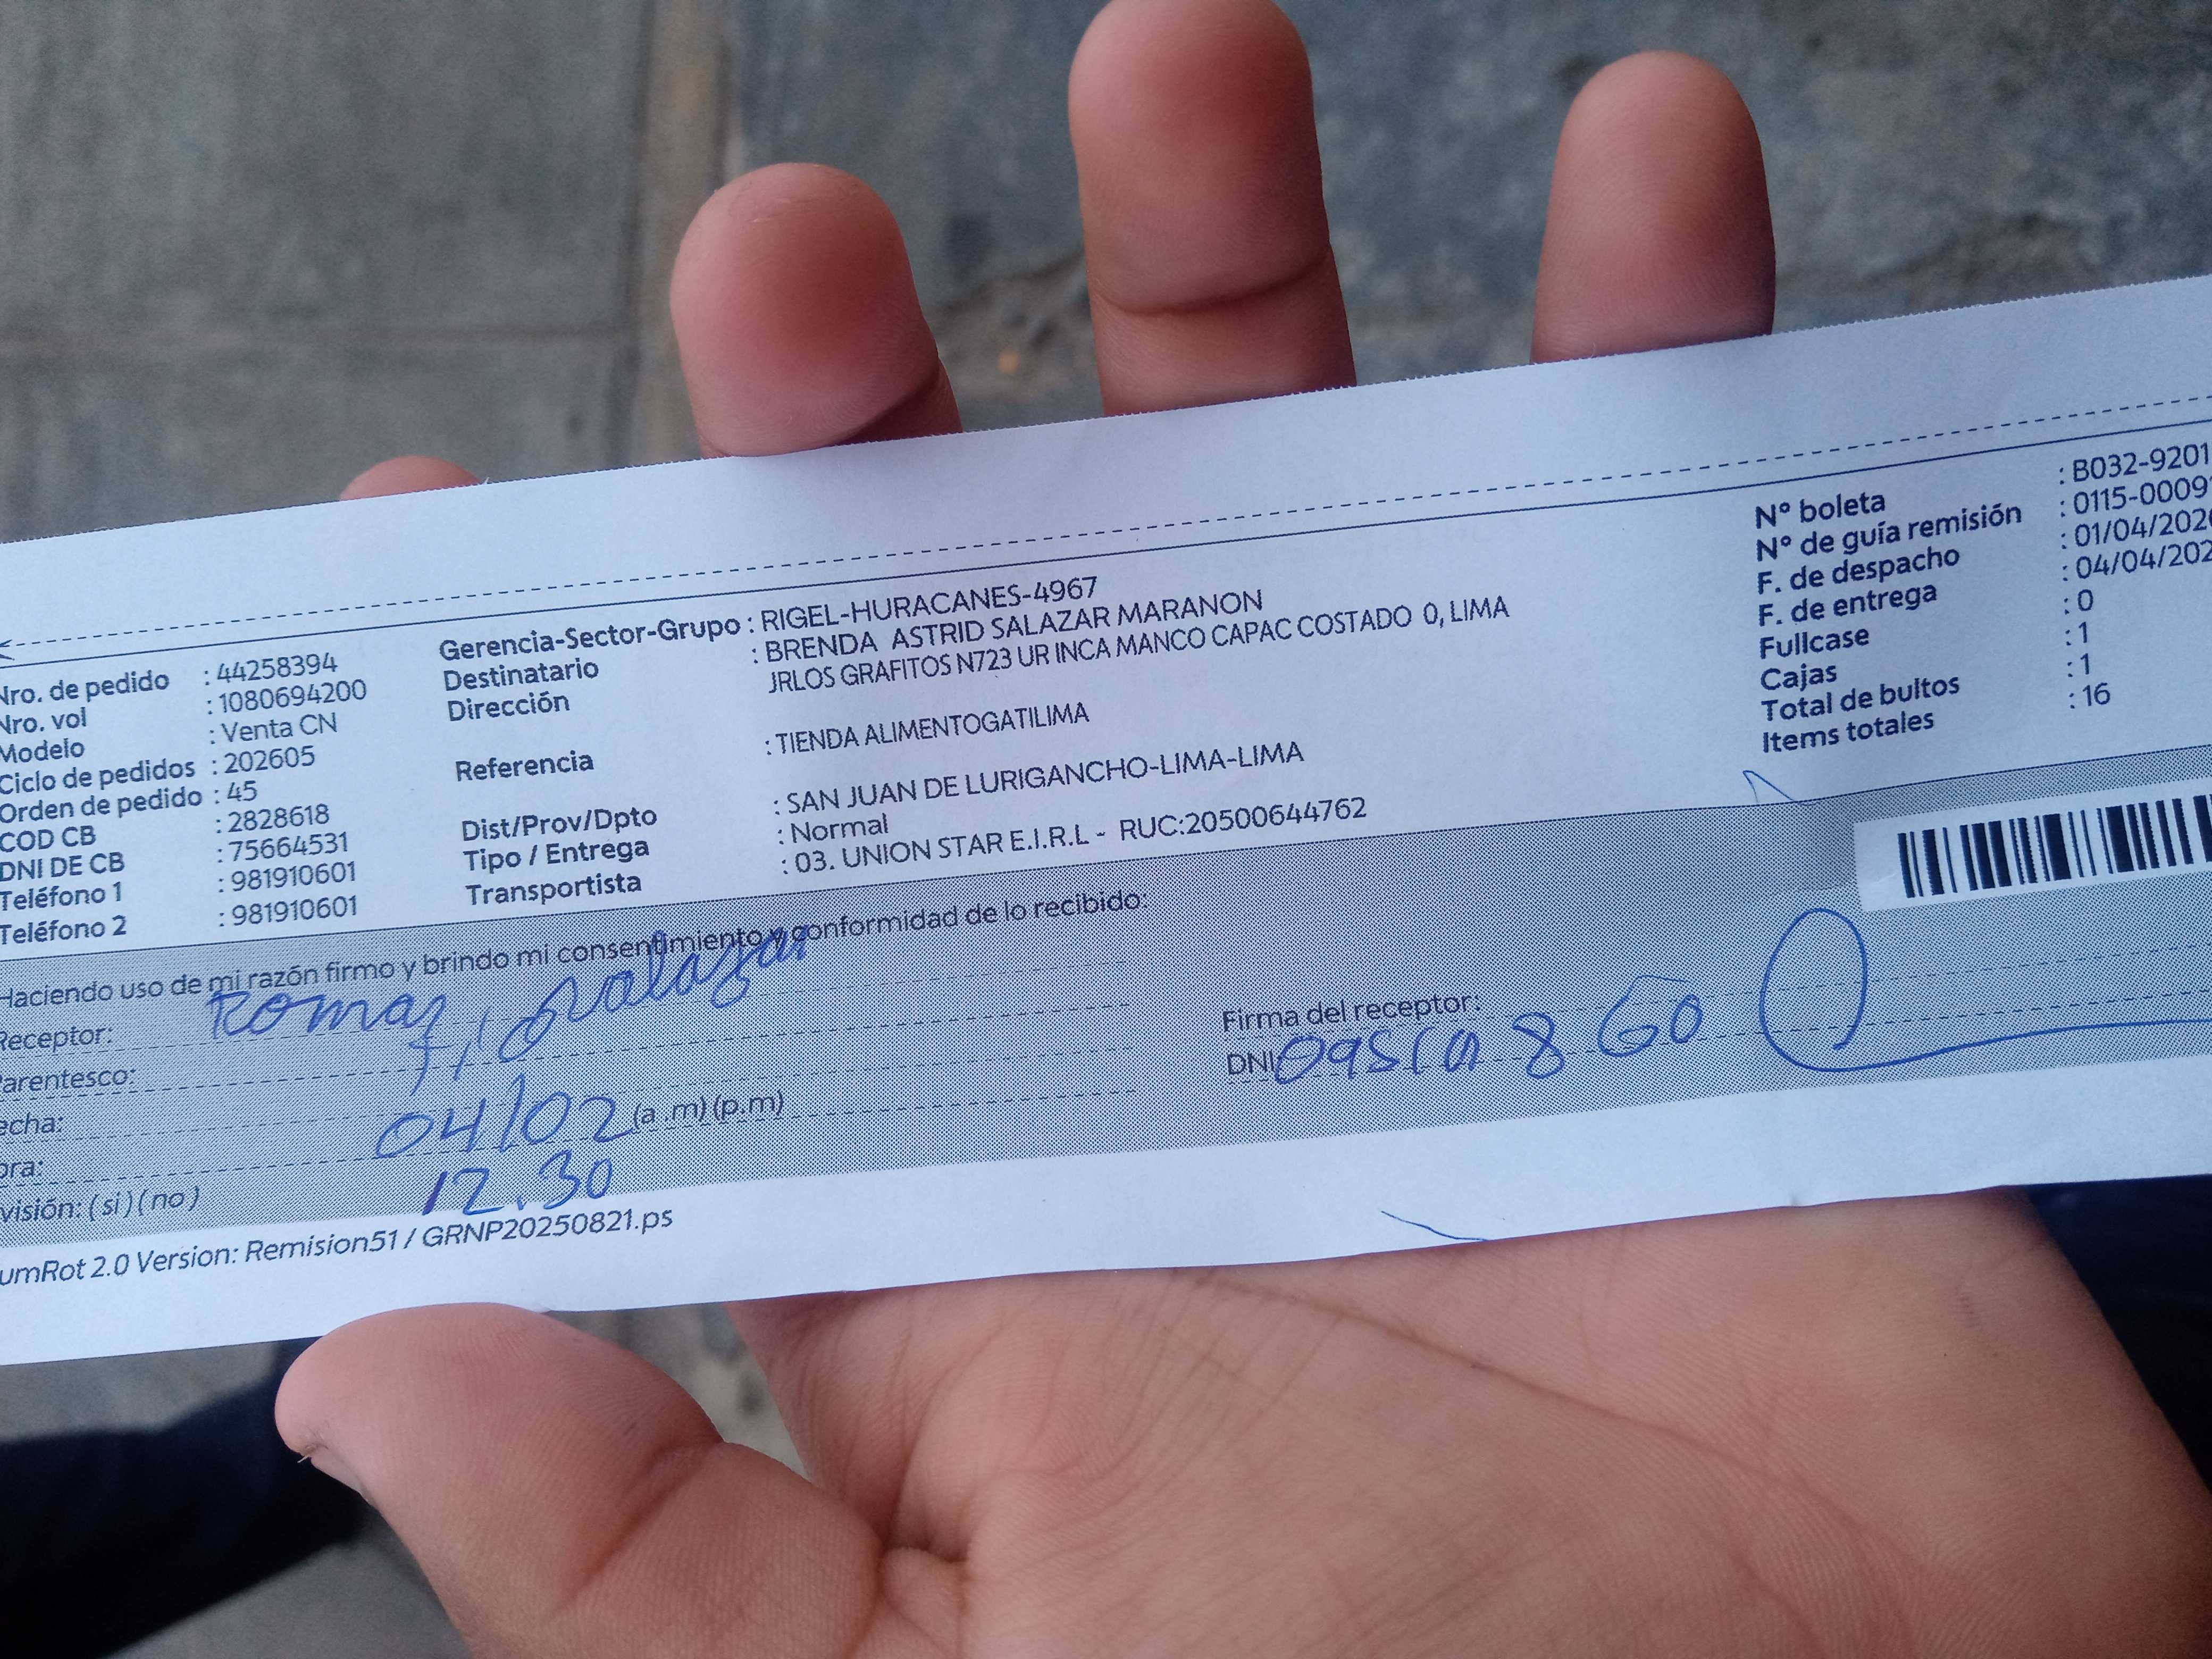 Nro. de pedido : 44258394
Nro. vol : 1080694200
Modelo : Venta CN
Ciclo de pedidos : 202605
Orden de pedido : 45
COD CB : 2828618
DNI DE CB : 75664531
Teléfono 1 : 981910601
Teléfono 2 : 981910601
Gerencia-Sector-Grupo : RIGEL-HURACANES-4967
Destinatario : BRENDA ASTRID SALAZAR MARANON
Dirección JRLOS GRAFITOS N723 UR INCA MANCO CAPAC COSTADO 0, LIMA
Referencia : TIENDA ALIMENTOGATILIMA
Dist/Prov/Dpto : SAN JUAN DE LURIGANCHO-LIMA-LIMA
Tipo / Entrega : Normal
Transportista : 03. UNION STAR E.I.R.L - RUC:20500644762
N° boleta : B032-9201
N° de guía remisión : 0115-0009
F. de despacho : 01/04/202
F. de entrega : 04/04/202
Fullcase : 0
Cajas : 1
Total de bultos : 1
Items totales : 16
Haciendo uso de mi razón firmo y brindo mi consentimiento y conformidad de lo recibido:
Receptor: Salazar
arentesco:
echa: 04/02 (a .m) (p.m)
ora: 12.30
visión: (si) (no)
Firma del receptor:
DNI
umRot 2.0 Version: Remision51 / GRNP20250821.ps